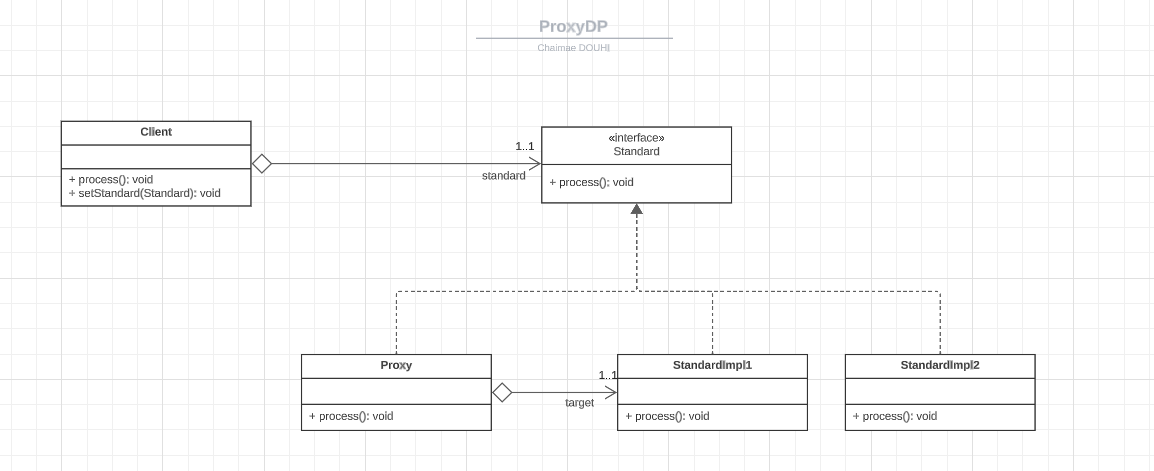 ProxyDP
Chaimae DOUHI
Client
+ process(): void
+ setStandard(Standard): void
1..1
standard
«interface»
Standard
+ process(): void
Proxy
+ process(): void
1..1
target
StandardImpl1
+ process(): void
StandardImpl2
+ process(): void